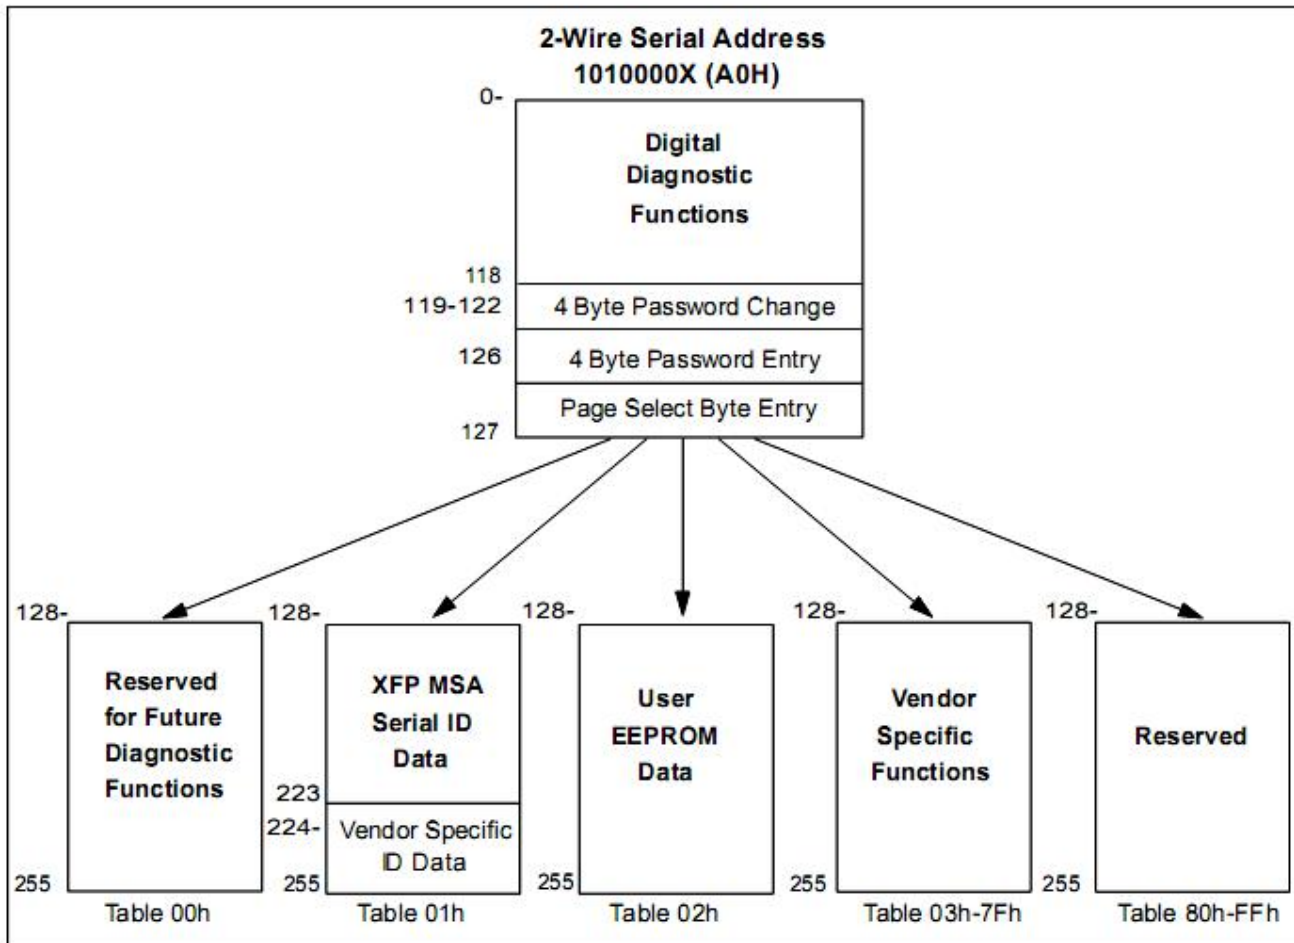 2-Wire Serial Address
1010000X (A0H)
0-
Digital
Diagnostic
Functions
118
119-122
4 Byte Password Change
126
4 Byte Password Entry
Page Select Byte Entry
127
128-
Reserved
for Future
Diagnostic
Functions
255
Table 00h
128-
XFP MSA
Serial ID
Data
223
224-
Vendor Specific
ID Data
255
Table 01h
128-
User
EEPROM
Data
255
Table 02h
128-
Vendor
Specific
Functions
255
Table 03h-7Fh
128-
Reserved
255
Table 80h-FFh